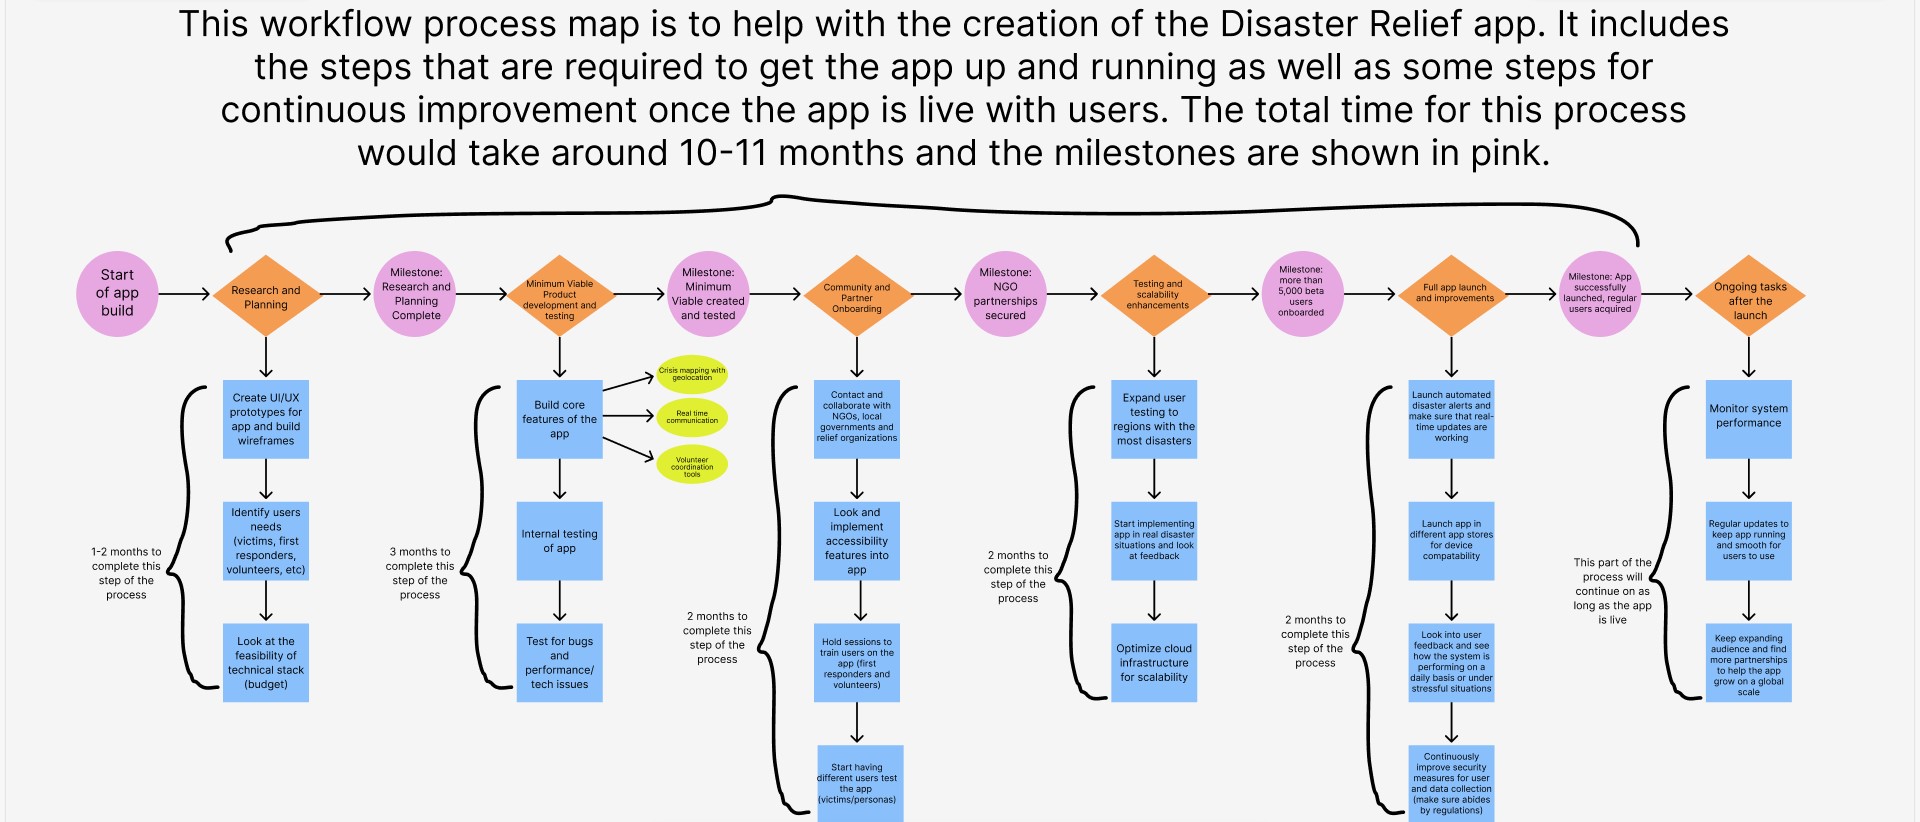 This workflow process map is to help with the creation of the Disaster Relief app. It includes
the steps that are required to get the app up and running as well as some steps for
continuous improvement once the app is live with users. The total time for this process
would take around 10-11 months and the milestones are shown in pink.
Start
of app
build
Research and
Planning
Milestone:
Research and
Planning
Complete
Minimum Viable
Product
development and
testing
Milestone:
Minimum
Viable created
and tested
Community and
Partner
Onboarding
Milestone:
NGO
partnerships
secured
Testing and
scalability
enhancements
Milestone:
more than
5,000 beta
users
onboarded
Full app launch
and improvements
Milestone: App
successfully
launched, regular
users acquired
Ongoing tasks
after the
launch
1-2 months to
complete this
step of the
process
Create UI/UX
prototypes for
app and build
wireframes
Identify users
needs
(victims, first
responders,
volunteers, etc)
Look at the
feasibility of
technical stack
(budget)
3 months to
complete this
step of the
process
Build core
features of the
app
Crisis mapping with
geolocation
Real time
communication
Volunteer
coordination
tools
Internal testing
of app
Test for bugs
and
performance/
tech issues
2 months to
complete this
step of the
process
Contact and
collaborate with
NGOs, local
governments and
relief organizations
Look and
implement
accessibility
features into
app
Hold sessions to
train users on the
app (first
responders and
volunteers)
Start having
different users test
the app
(victims/personas)
2 months to
complete this
step of the
process
Expand user
testing to
regions with the
most disasters
Start implementing
app in real disaster
situations and look
at feedback
Optimize cloud
infrastructure
for scalability
2 months to
complete this
step of the
process
Launch automated
disaster alerts and
make sure that real-
time updates are
working
Launch app in
different app stores
for device
compatability
Look into user
feedback and see
how the system is
performing on a
daily basis or under
stressful situations
Continuously
improve security
measures for user
and data collection
(make sure abides
by regulations)
This part of the
process will
continue on as
long as the app
is live
Monitor system
performance
Regular updates to
keep app running
and smooth for
users to use
Keep expanding
audience and find
more partnerships
to help the app
grow on a global
scale